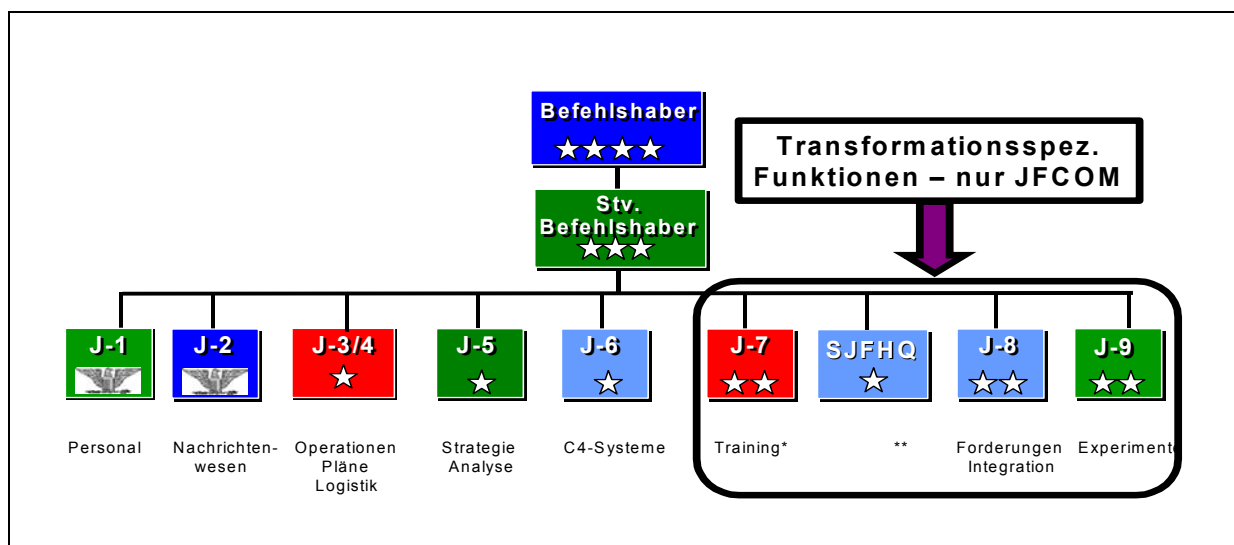 Befehlshaber
Transformationsspez.
Funktionen – nur JFCOM
Stv.
Befehlshaber
J-1
J-2
J-3/4
J-5
J-6
J-7
SJFHQ
J-8
J-9
Personal
Nachrichten-
wesen
Operationen
Pläne
Logistik
Strategie
Analyse
C4-Systeme
Training*
**
Forderungen
Integration
Experimente